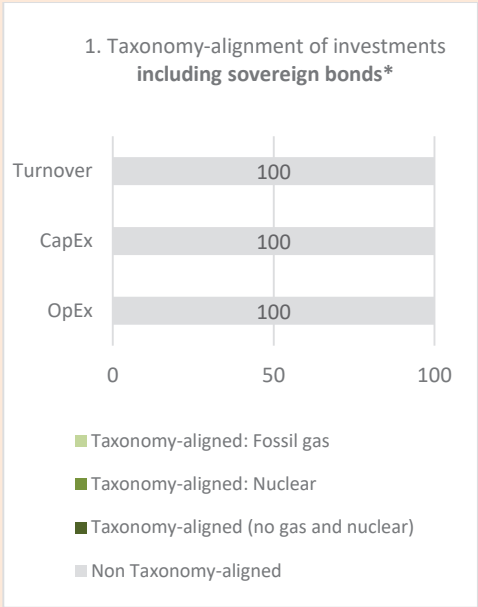 1. Taxonomy-alignment of investments
including sovereign bonds*
Turnover 100
CapEx 100
OpEx 100
0 50 100
Taxonomy-aligned: Fossil gas
Taxonomy-aligned: Nuclear
Taxonomy-aligned (no gas and nuclear)
Non Taxonomy-aligned